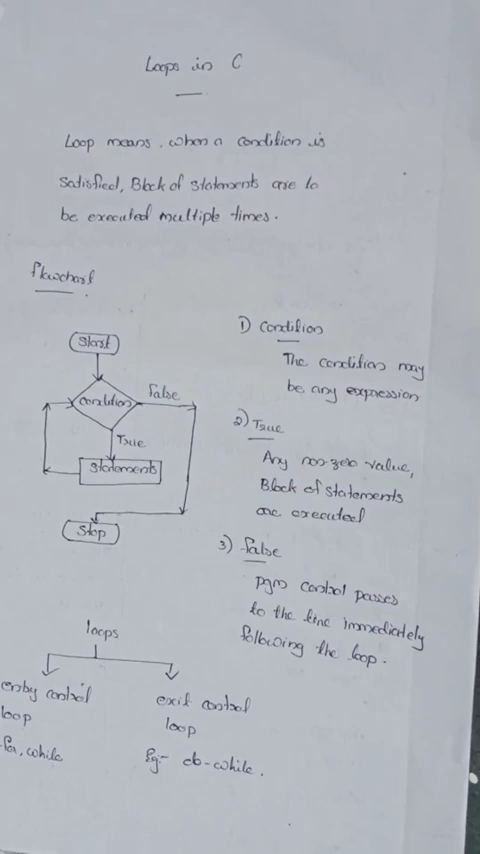 Loops in C
Loop means, when a condition is
satisfied, Block of statements are to
be executed multiple times.
flowchart
Start
condition
False
True
statements
Stop
1) Condition
The condition may
be any expression
2) True
Any non-zero value,
Block of statements
are executed
3) False
pgm control passes
to the line immediately
following the loop.
loops
entry control
loop
for, while
exit control
loop
Eg- do-while.